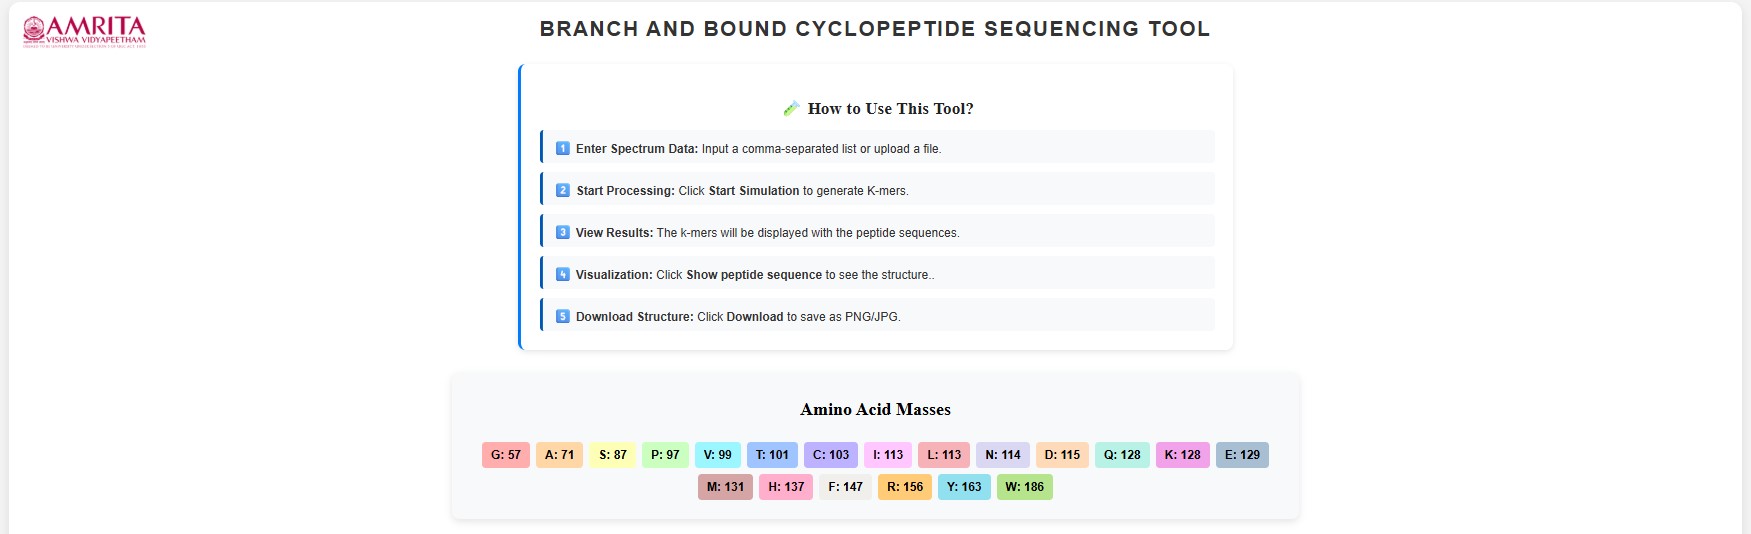 AMRITA
VISHWA VIDYAPEETHAM
BRANCH AND BOUND CYCLOPEPTIDE SEQUENCING TOOL
How to Use This Tool?
1 Enter Spectrum Data: Input a comma-separated list or upload a file.
2 Start Processing: Click Start Simulation to generate K-mers.
3 View Results: The k-mers will be displayed with the peptide sequences.
4 Visualization: Click Show peptide sequence to see the structure..
5 Download Structure: Click Download to save as PNG/JPG.
Amino Acid Masses
G: 57 A: 71 S: 87 P: 97 V: 99 T: 101 C: 103 I: 113 L: 113 N: 114 D: 115 Q: 128 K: 128 E: 129
M: 131 H: 137 F: 147 R: 156 Y: 163 W: 186